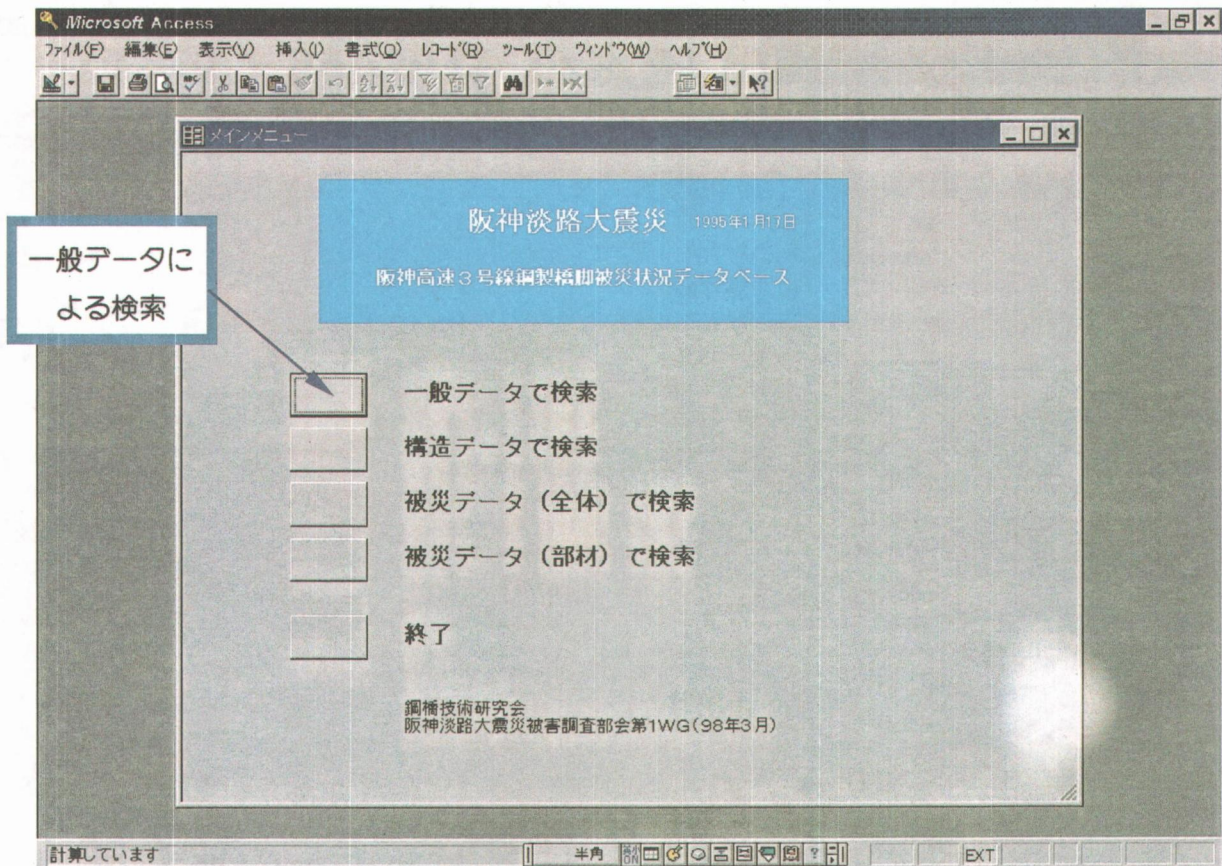 Microsoft Access
ファイル(F) 編集(E) 表示(V) 挿入(I) 書式(O) レコード(R) ツール(T) ウィンドウ(W) ヘルプ(H)
メインメニュー
阪神淡路大震災 1995年1月17日
阪神高速3号線鋼製橋脚被災状況データベース
一般データに
よる検索
一般データで検索
構造データで検索
被災データ（全体）で検索
被災データ（部材）で検索
終了
鋼橋技術研究会
阪神淡路大震災被害調査部会第1WG(98年3月)
計算しています 半角 EXT